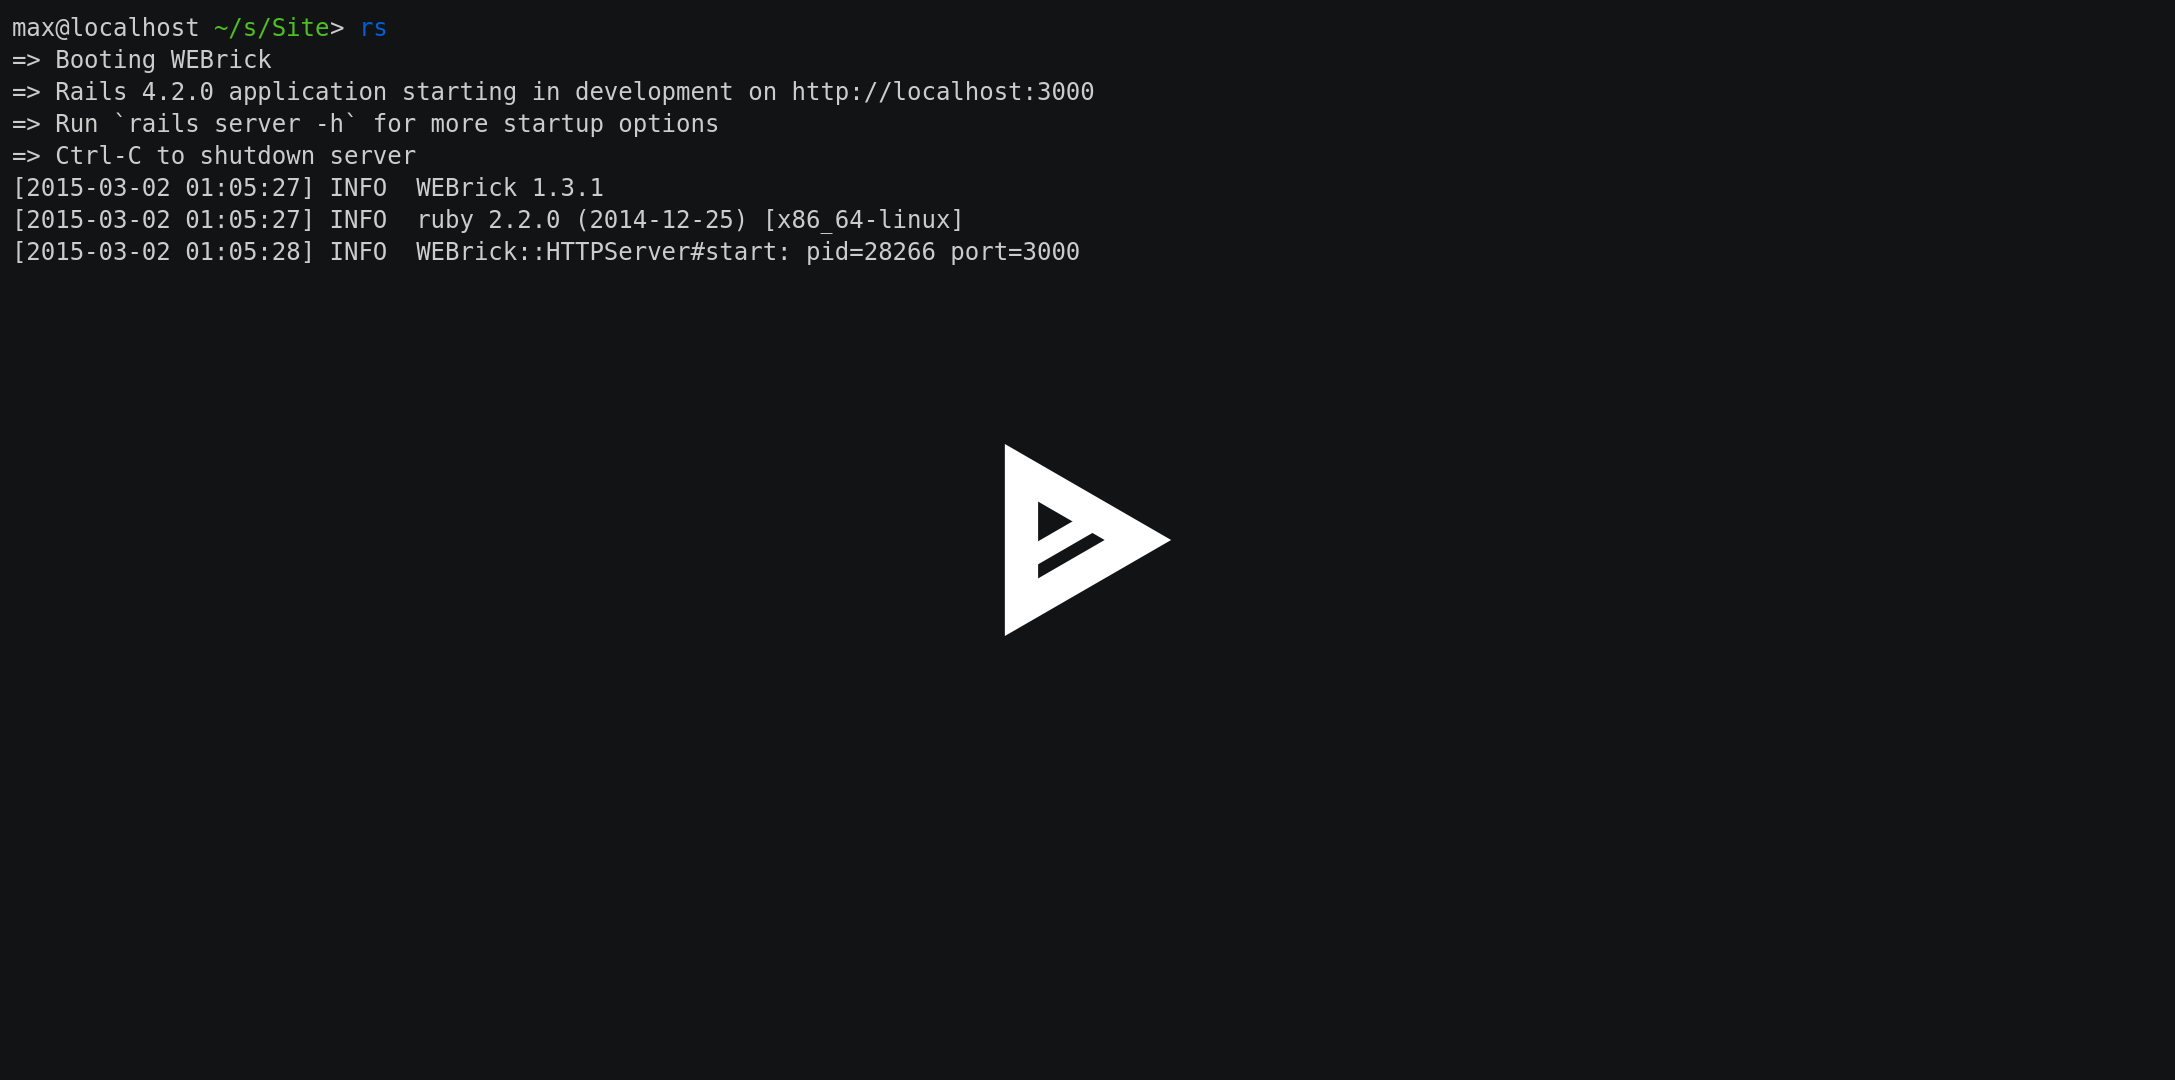 max@localhost ~/s/Site> rs
=> Booting WEBrick
=> Rails 4.2.0 application starting in development on http://localhost:3000
=> Run `rails server -h` for more startup options
=> Ctrl-C to shutdown server
[2015-03-02 01:05:27] INFO  WEBrick 1.3.1
[2015-03-02 01:05:27] INFO  ruby 2.2.0 (2014-12-25) [x86_64-linux]
[2015-03-02 01:05:28] INFO  WEBrick::HTTPServer#start: pid=28266 port=3000